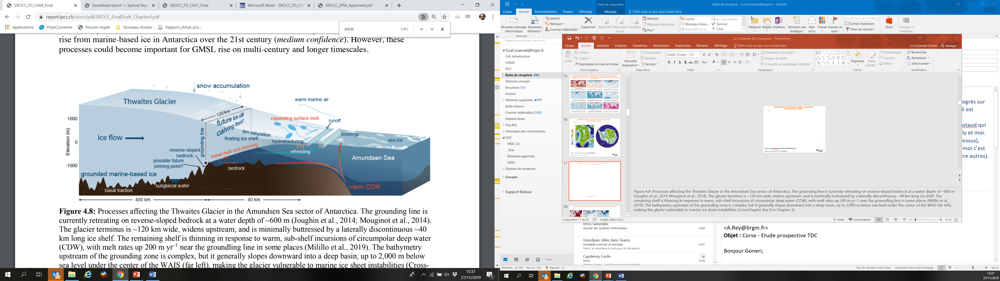 SROCC_FD_Ch04_Final
Download report — Special Repo
SROCC_FD_Ch01_Final
Microsoft Word - SROCC_FD_Ch0
SROCC_SPM_Approved.pdf
report.ipcc.ch/srocc/pdf/SROCC_FinalDraft_Chapter4.pdf
Applications
PolarConverter
Nouvel onglet
Nouveau dossier
Rapport_climat_doc...
attrib
1/41
rise from marine-based ice in Antarctica over the 21st century (medium confidence). However, these
processes could become important for GMSL rise on multi-century and longer timescales.
snow accumulation
Thwaites Glacier
warm marine air
120 km
future ice cliff
calving front?
expanding surface melt
runoff
1000
0
-1000
Elevation (m)
ice flow
grounding line
firn saturation
floating ice shelf
hydrofracturing
icebergs
sea ice
refreezing
reverse-sloped
bedrock
basal melt and thinning
possible future
pinning point?
Amundsen Sea
bedrock
grounded marine-based ice
subglacial water
basal traction
warm CDW
400 km
40 km
Figure 4.8: Processes affecting the Thwaites Glacier in the Amundsen Sea sector of Antarctica. The grounding line is
currently retreating on reverse-sloped bedrock at a water depth of ~600 m (Joughin et al., 2014; Mouginot et al., 2014).
The glacier terminus is ~120 km wide, widens upstream, and is minimally buttressed by a laterally discontinuous ~40
km long ice shelf. The remaining shelf is thinning in response to warm, sub-shelf incursions of circumpolar deep water
(CDW), with melt rates up 200 m yr–1 near the groundling line in some places (Milillo et al., 2019). The bathymetry
upstream of the grounding zone is complex, but it generally slopes downward into a deep basin, up to 2,000 m below
sea level under the center of the WAIS (far left), making the glacier vulnerable to marine ice sheet instabilities (Cross-
15:37
27/11/2019
Outils de composition
Boîte de réception - G.LeCozannet@brgm.fr - Outlook
Fichier
Accueil
Envoi/réception
Dossier
Affichage
Message
Dites-nous ce que vous voulez faire.
Nouveau message
électronique
Nouveaux
éléments
Ignorer
Nettoyer
Courrier indésirable
Supprimer
Répondre
Répondre
à tous
Transférer
Réunion
Message instantané
Plus
H2020
Message d'équi...
Répondre et su...
Au responsable
Terminé
Créer
Déplacer
Règles
OneNote
Attribuer une
stratégie
Non
lu/Lu
Classer
Assurer un
suivi
Rechercher des contacts
Carnet d'adresses
Filtre de courrier
Store
Envoyer à
OneNote
Nouveau
Déplacez vos dossiers Favoris ici
G.LeCozannet@brgm.fr
Call_Infrastructure
H2020
IPCC
Boîte de réception 352
Éléments envoyés
Brouillons [10]
Archive
Éléments supprimés 4177
Boîte d'envoi
Courrier indésirable [2542]
Deleted Items
Flux RSS
Historique des conversations
OLD
VRAC (2)
_Vrac
Éléments supprimés
VRAC
Dossiers de recherche
Groupes
Support Bobwa
Le_Cozannet_Bur_Long.pptx - PowerPoint
Fichier
Accueil
Insertion
Création
Transitions
Animations
Diaporama
Révision
Affichage
Dites-nous ce que vous voulez faire.
Le Cozannet Goneri
Partager
Coller
Couper
Copier
Reproduire la mise en forme
Presse-papiers
Nouvelle
diapositive
Disposition
Rétablir
Section
Diapositives
Calibri (Corps)
12
Police
Orientation du texte
Aligner le texte
Convertir en graphique SmartArt
Paragraphe
Organiser
Styles
rapides
Remplissage
Contour
Effets
Dessin
Rechercher
Remplacer
Sélectionner
Modification
15
16
17
18
OBSERVATIONS ET PROJECTIONS DE L'ELEVATION
DU NIVEAU DE LA MER
brgm
Figure 4.8: Processes affecting the Thwaites Glacier in the Amundsen Sea sector of Antarctica. The grounding line is currently retreating on reverse-sloped bedrock at a water depth of ~600 m
(Joughin et al., 2014; Mouginot et al., 2014). The glacier terminus is ~120 km wide, widens upstream, and is minimally buttressed by a laterally discontinuous ~40 km long ice shelf. The
remaining shelf is thinning in response to warm, sub-shelf incursions of circumpolar deep water (CDW), with melt rates up 200 m yr–1 near the groundling line in some places (Milillo et al.,
2019). The bathymetry upstream of the grounding zone is complex, but it generally slopes downward into a deep basin, up to 2,000 m below sea level under the center of the WAIS (far left),
making the glacier vulnerable to marine ice sheet instabilities (CrossChapter Box 8 in Chapter 3).
Diapositive 17 de 60
Anglais (États-Unis)
Notes
Commentaires
25 %
ogrès sur
il est
staud qui
ly et moi.
lessus),
moi c'est
tre autres).
Infos Generales
Sécurité des systèmes d'information
14:04
Grandjean Gilles dans Teams
Grandjean a envoyé un message
14:01
Merci, je compilerai le tout pour mi-décembre
Capderrey Cecile
Perso
13:59
<A.Rey@brgm.fr>
Objet : Corse - Etude prospective TDC
Bonjour Goneri,
Éléments : 26 790
Non lu : 352
Rappels : 27
Tous les dossiers sont à jour.
Connecté à Microsoft Exchange
160 %
15:37
27/11/2019